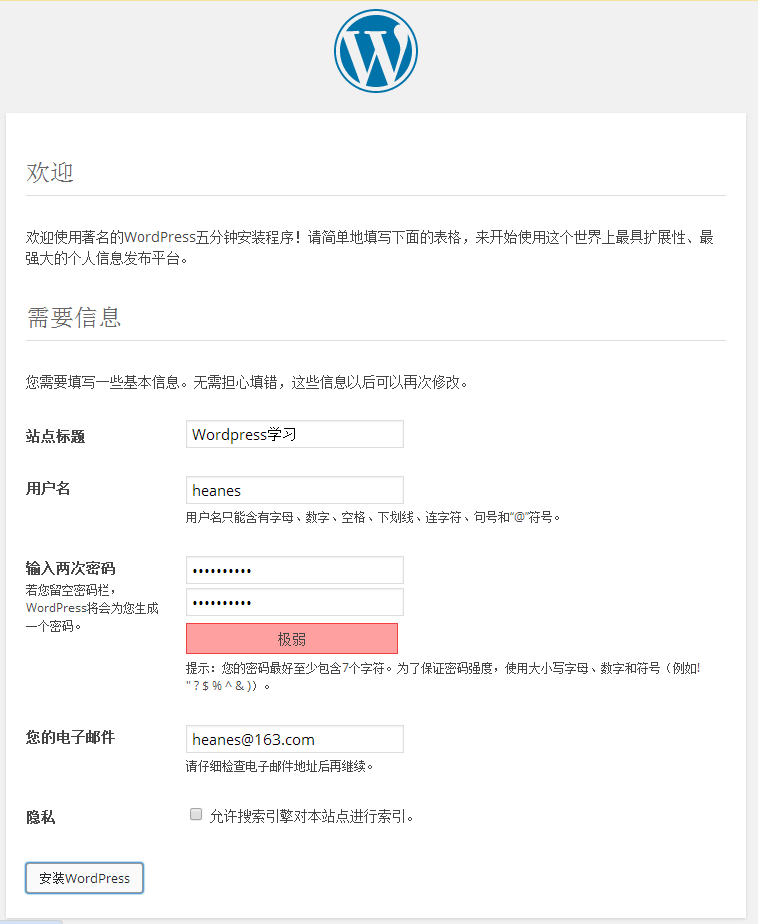 欢迎
欢迎使用著名的WordPress五分钟安装程序！请简单地填写下面的表格，来开始使用这个世界上最具扩展性、最
强大的个人信息发布平台。
需要信息
您需要填写一些基本信息。无需担心填错，这些信息以后可以再次修改。
站点标题
Wordpress学习
用户名
heanes
用户名只能含有字母、数字、空格、下划线、连字符、句号和“@”符号。
输入两次密码
若您留空密码栏，
WordPress将会为您生成
一个密码。
••••••••••
••••••••••
极弱
提示：您的密码最好至少包含7个字符。为了保证密码强度，使用大小写字母、数字和符号（例如!
" ? $ % ^ & )）。
您的电子邮件
heanes@163.com
请仔细检查电子邮件地址后再继续。
隐私
允许搜索引擎对本站点进行索引。
安装WordPress